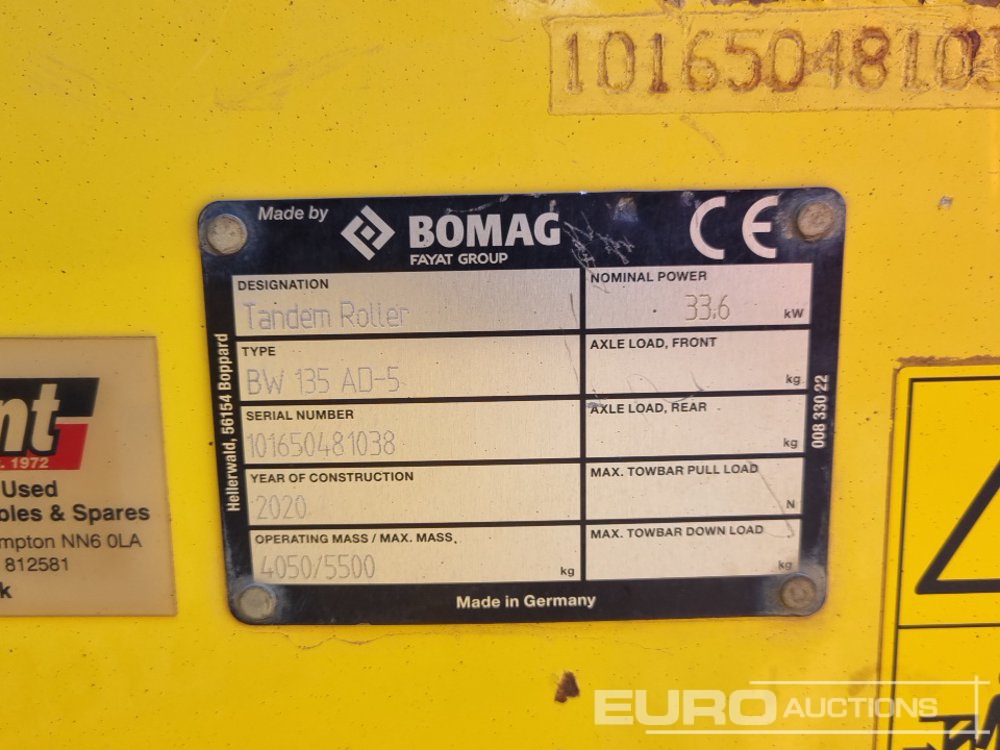 101650481038
Made by BOMAG CE
FAYAT GROUP
DESIGNATION
Tandem Roller
NOMINAL POWER
33,6 kW
TYPE
BW 135 AD-5
AXLE LOAD, FRONT
kg
SERIAL NUMBER
101650481038
AXLE LOAD, REAR
kg
YEAR OF CONSTRUCTION
2020
MAX. TOWBAR PULL LOAD
N
OPERATING MASS / MAX. MASS
4050/5500 kg
MAX. TOWBAR DOWN LOAD
kg
Made in Germany
Hellerwald, 56154 Boppard
008 330 22
nt
1972
Used
& Spares
mpton NN6 0LA
812581
k
EURO AUCTIONS